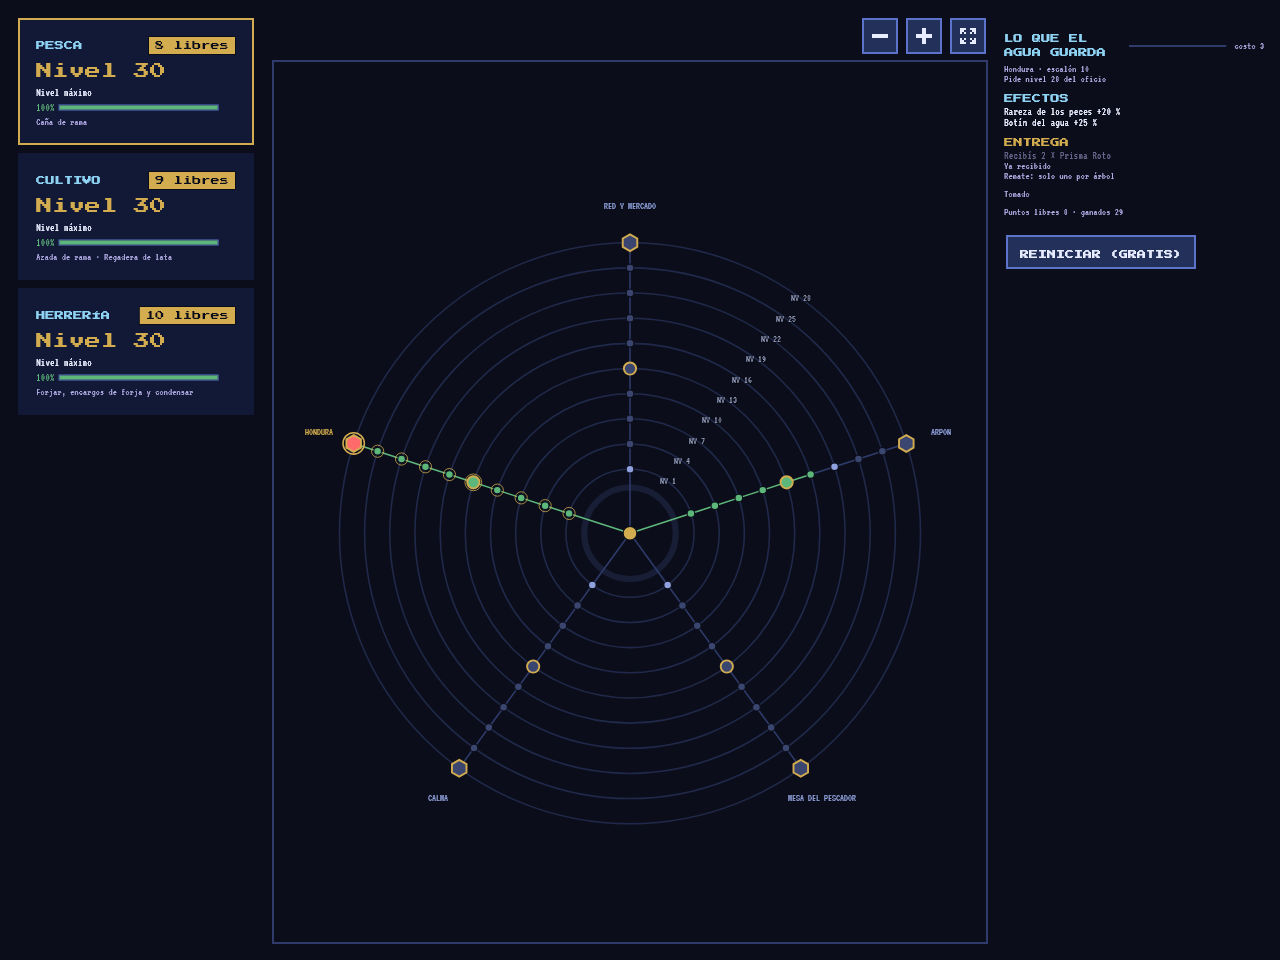 PESCA
8 libres
Nivel 30
Nivel máximo
100%
Caña de rama
CULTIVO
9 libres
Nivel 30
Nivel máximo
100%
Azada de rama · Regadera de lata
HERRERíA
10 libres
Nivel 30
Nivel máximo
100%
Forjar, encargos de forja y condensar
RED Y MERCADO
NV 28
NV 25
NV 22
NV 19
NV 16
NV 13
NV 10
NV 7
NV 4
NV 1
HONDURA
ARPON
CALMA
MESA DEL PESCADOR
LO QUE EL
AGUA GUARDA
costo 3
Hondura · escalón 10
Pide nivel 28 del oficio
EFECTOS
Rareza de los peces +20 %
Botín del agua +25 %
ENTREGA
Recibís 2 × Prisma Roto
Ya recibido
Remate: solo uno por árbol
Tomado
Puntos libres 8 · ganados 29
REINICIAR (GRATIS)